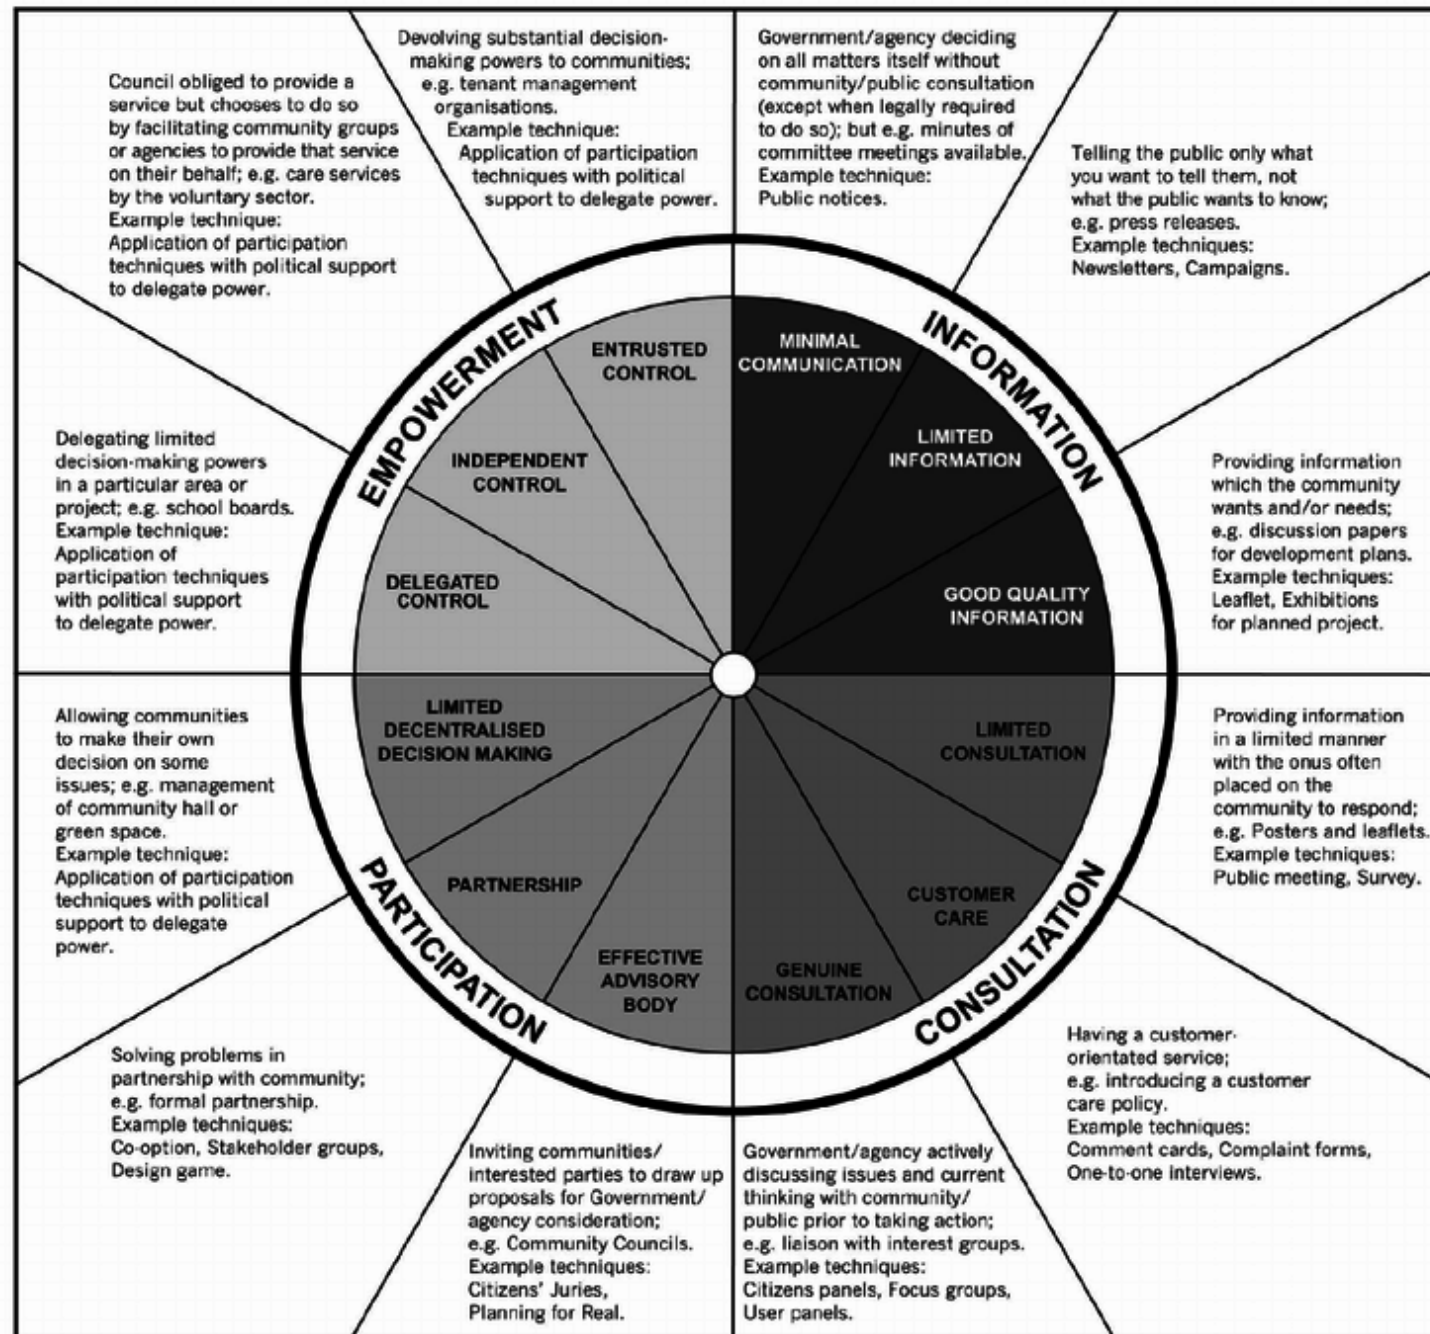 Devolving substantial decision-
making powers to communities;
e.g. tenant management
organisations.
Example technique:
Application of participation
techniques with political
support to delegate power.
Government/agency deciding
on all matters itself without
community/public consultation
(except when legally required
to do so); but e.g. minutes of
committee meetings available.
Example technique:
Public notices.
Council obliged to provide a
service but chooses to do so
by facilitating community groups
or agencies to provide that service
on their behalf; e.g. care services
by the voluntary sector.
Example technique:
Application of participation
techniques with political support
to delegate power.
Telling the public only what
you want to tell them, not
what the public wants to know;
e.g. press releases.
Example techniques:
Newsletters, Campaigns.
EMPOWERMENT
INFORMATION
ENTRUSTED
CONTROL
MINIMAL
COMMUNICATION
INDEPENDENT
CONTROL
LIMITED
INFORMATION
DELEGATED
CONTROL
GOOD QUALITY
INFORMATION
Delegating limited
decision-making powers
in a particular area or
project; e.g. school boards.
Example technique:
Application of
participation techniques
with political support
to delegate power.
Providing information
which the community
wants and/or needs;
e.g. discussion papers
for development plans.
Example techniques:
Leaflet, Exhibitions
for planned project.
Allowing communities
to make their own
decision on some
issues; e.g. management
of community hall or
green space.
Example technique:
Application of participation
techniques with political
support to delegate
power.
LIMITED
DECENTRALISED
DECISION MAKING
LIMITED
CONSULTATION
Providing information
in a limited manner
with the onus often
placed on the
community to respond;
e.g. Posters and leaflets.
Example techniques:
Public meeting, Survey.
PARTNERSHIP
CUSTOMER
CARE
EFFECTIVE
ADVISORY
BODY
GENUINE
CONSULTATION
PARTICIPATION
CONSULTATION
Solving problems in
partnership with community;
e.g. formal partnership.
Example techniques:
Co-option, Stakeholder groups,
Design game.
Having a customer-
orientated service;
e.g. introducing a customer
care policy.
Example techniques:
Comment cards, Complaint forms,
One-to-one interviews.
Inviting communities/
interested parties to draw up
proposals for Government/
agency consideration;
e.g. Community Councils.
Example techniques:
Citizens' Juries,
Planning for Real.
Government/agency actively
discussing issues and current
thinking with community/
public prior to taking action;
e.g. liaison with interest groups.
Example techniques:
Citizens panels, Focus groups,
User panels.